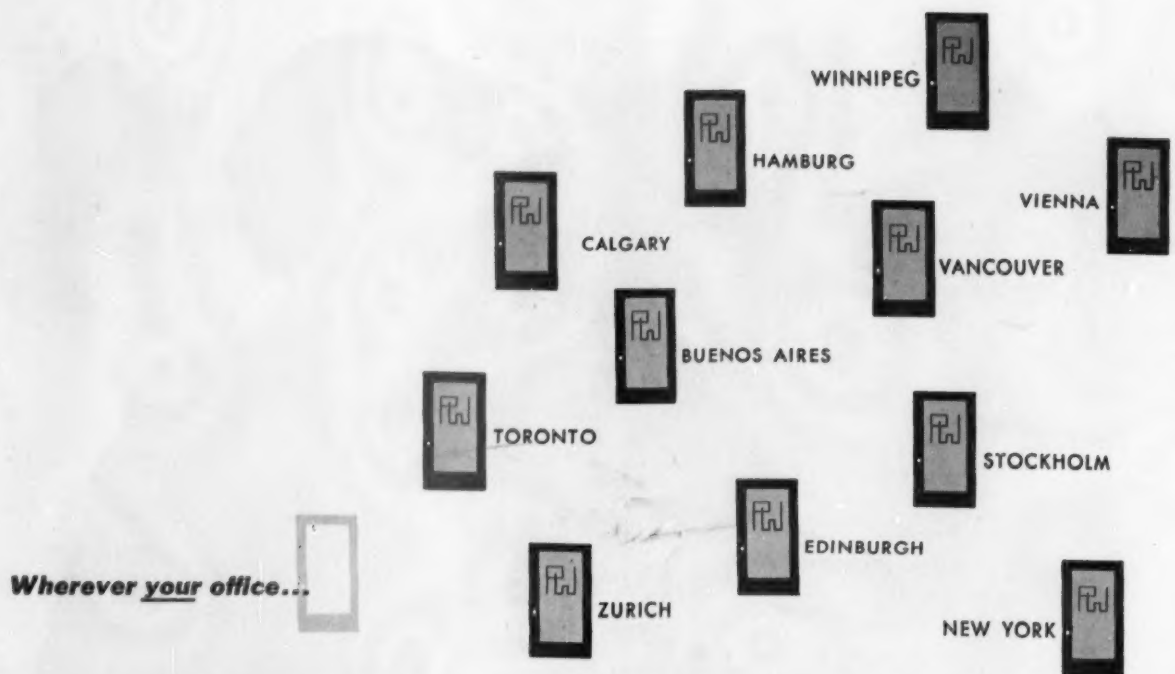 WINNIPEG
HAMBURG
VIENNA
CALGARY
VANCOUVER
BUENOS AIRES
TORONTO
STOCKHOLM
EDINBURGH
Wherever your office...
ZURICH
NEW YORK